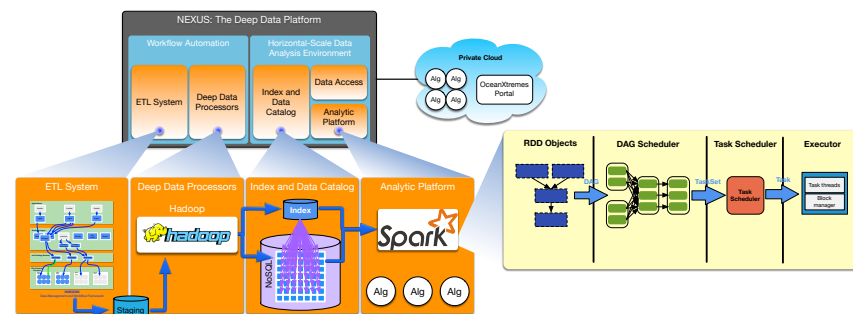 NEXUS: The Deep Data Platform
Workflow Automation
Horizontal-Scale Data
Analysis Environment
ETL System
Deep Data
Processors
Index and
Data
Catalog
Data Access
Analytic
Platform
Private Cloud
Alg
Alg
Alg
Alg
OceanXtremes
Portal
ETL System
Deep Data Processors
Index and Data Catalog
Analytic Platform
Hadoop
hadoop
Index
NoSQL
Spark
Alg
Alg
Alg
Staging
RDD Objects
DAG Scheduler
Task Scheduler
Executor
DAG
TaskSet
Task
Task
Scheduler
Task threads
Block
manager